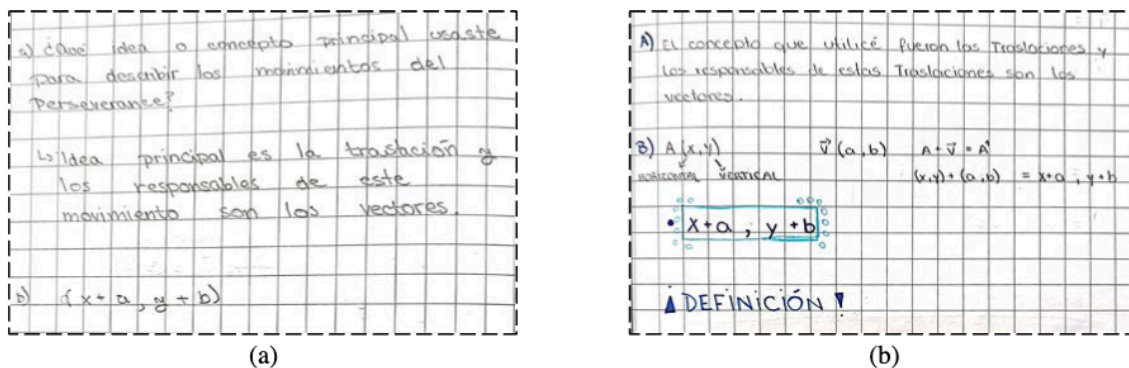 a) ¿Qué idea o concepto principal usaste
para describir los movimientos del
Perseverance?
↳ Idea principal es la traslación y
los responsables de este
movimiento son los vectores.
b) (x + a, y + b)
(a)
A) El concepto que utilicé fueron las Traslaciones y
los responsables de estas Traslaciones son los
vectores.
B) A (x,y) V⃗ (a,b) A + V⃗ = A'
HORIZONTAL VERTICAL (x,y) + (a,b) = x+a ; y+b
• x+a ; y+b
¡DEFINICIÓN!
(b)